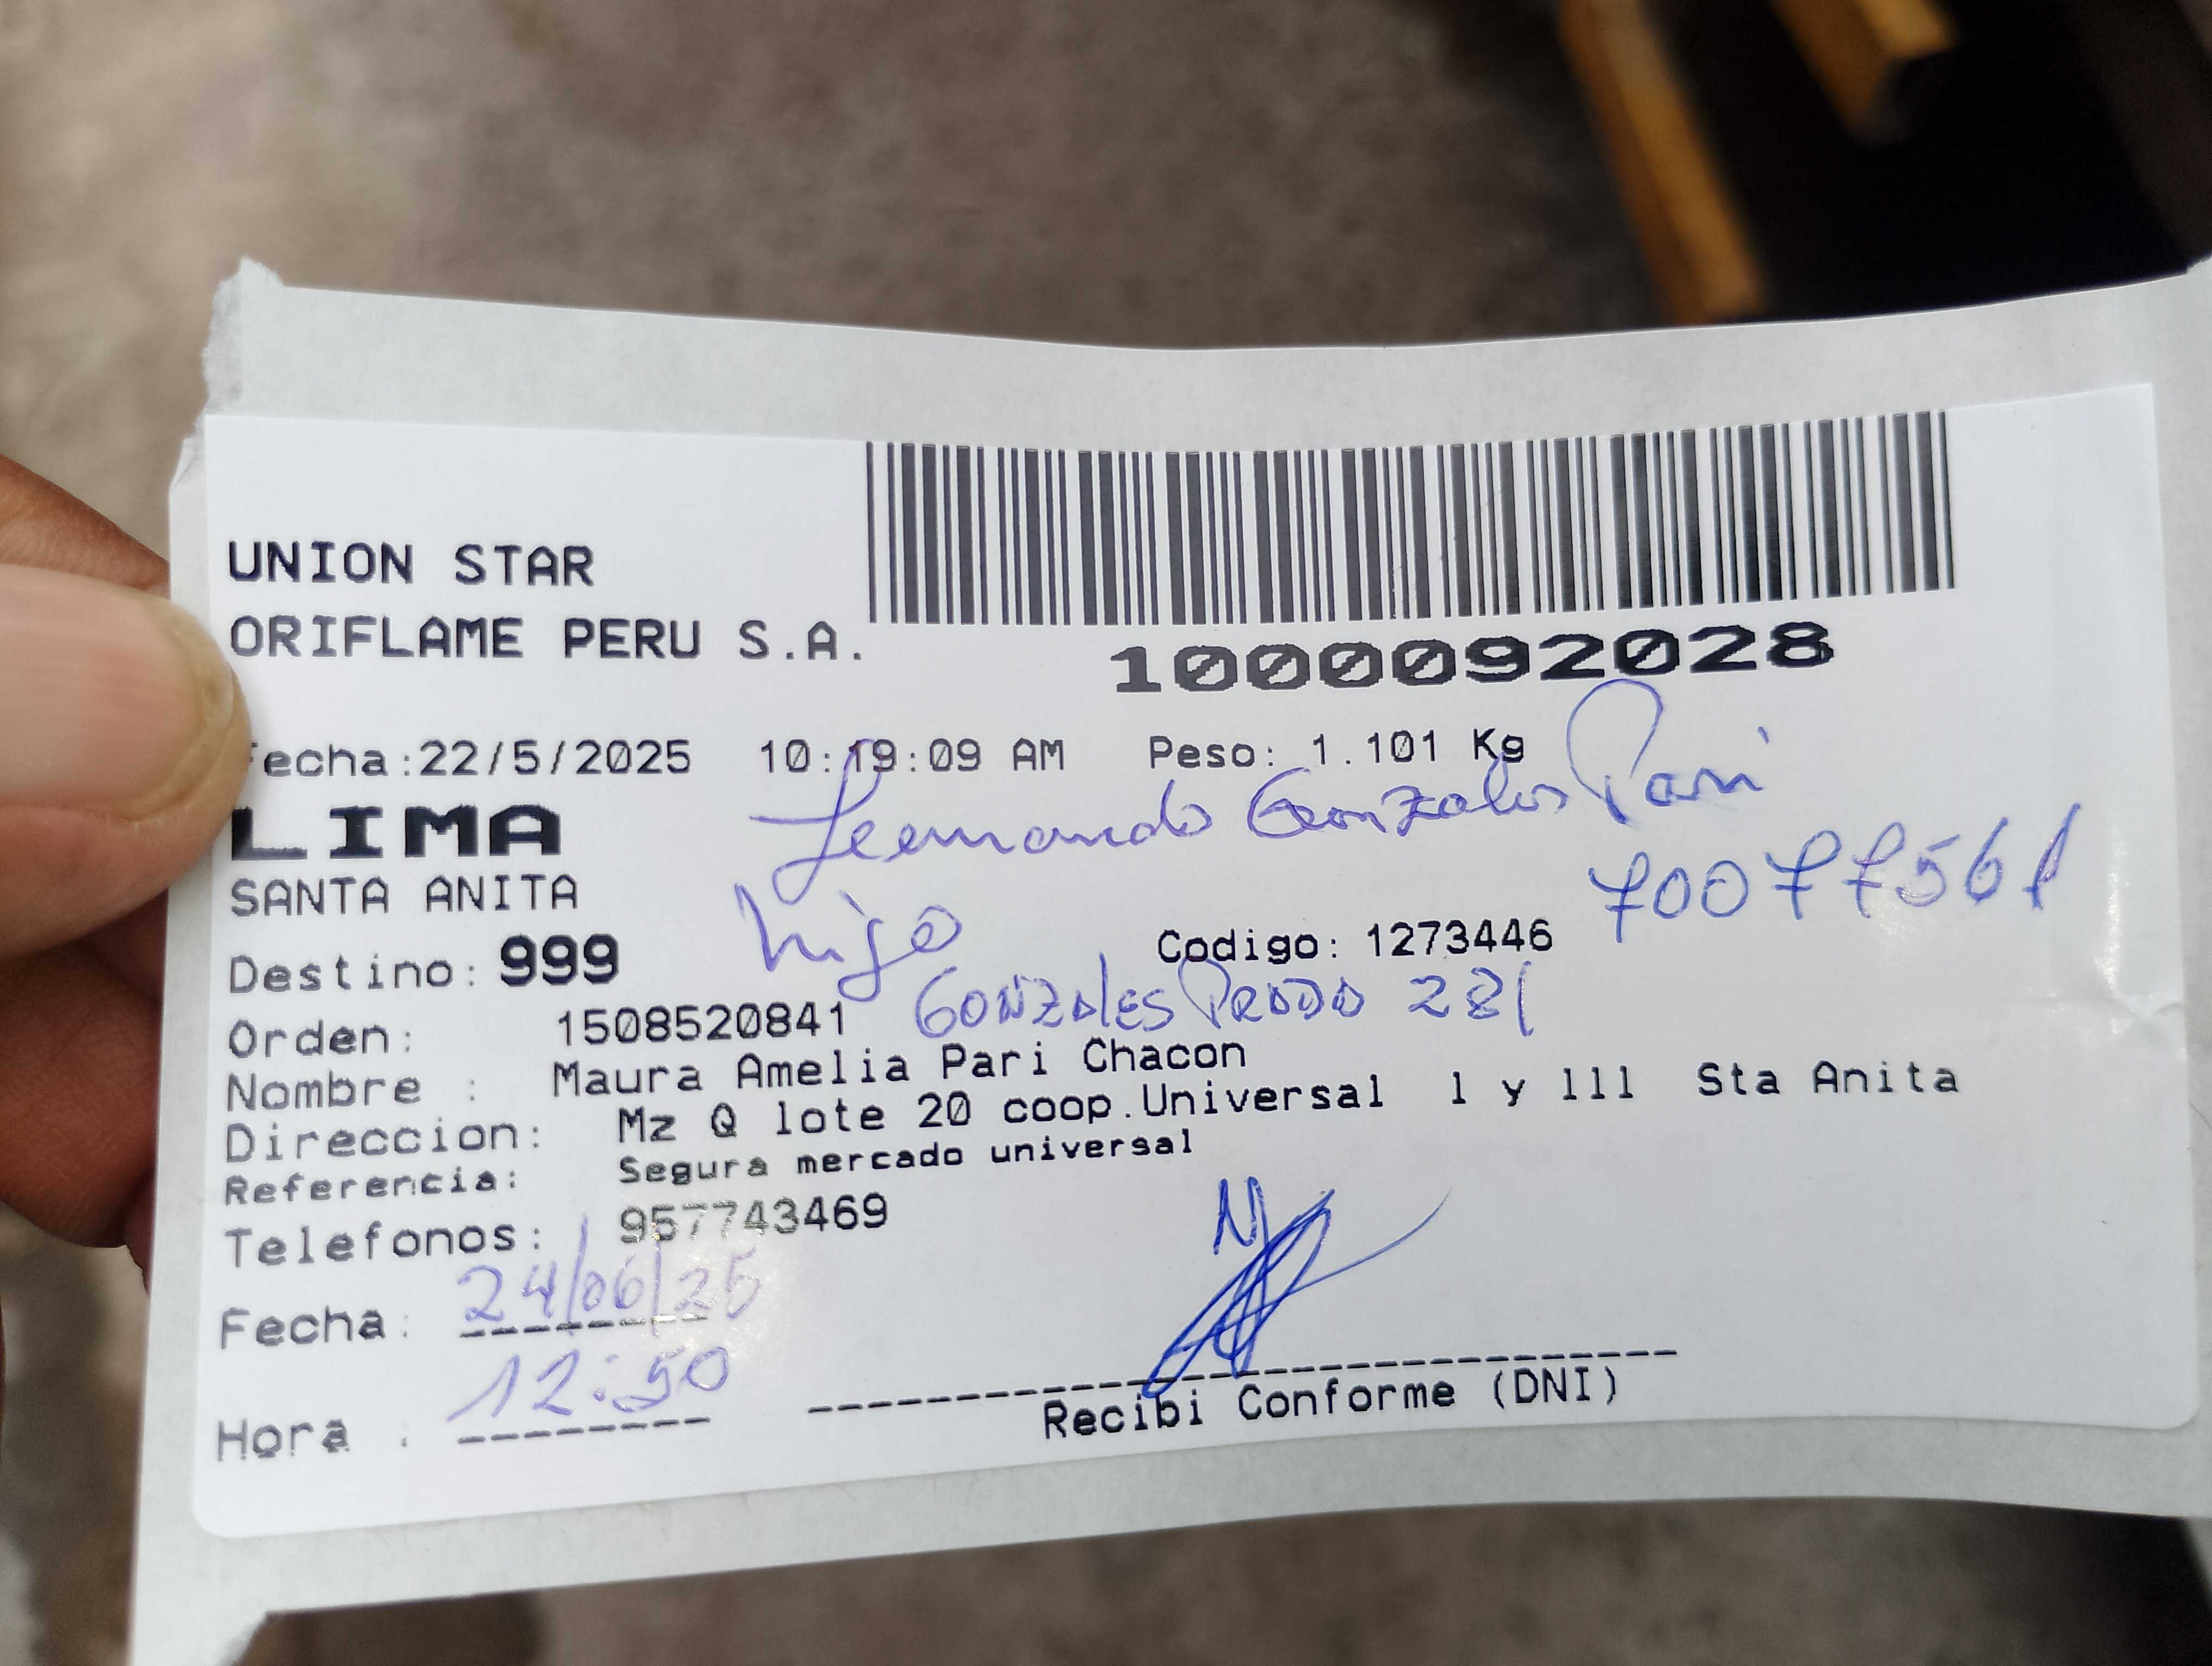 UNION STAR
ORIFLAME PERU S.A.
1000092028
Fecha:22/5/2025 10:19:09 AM Peso: 1.101 Kg
LIMA
Fernando Gonzales Pari
SANTA ANITA
70077561
hijo
Destino: 999
Codigo: 1273446
Orden: 1508520841
GONZALES PRADO 281
Nombre : Maura Amelia Pari Chacon
Direccion: Mz Q lote 20 coop.Universal l y lll Sta Anita
Referencia: Segura mercado universal
Telefonos: 957743469
Fecha: 24/06/25
Hora : 12:50
Recibi Conforme (DNI)